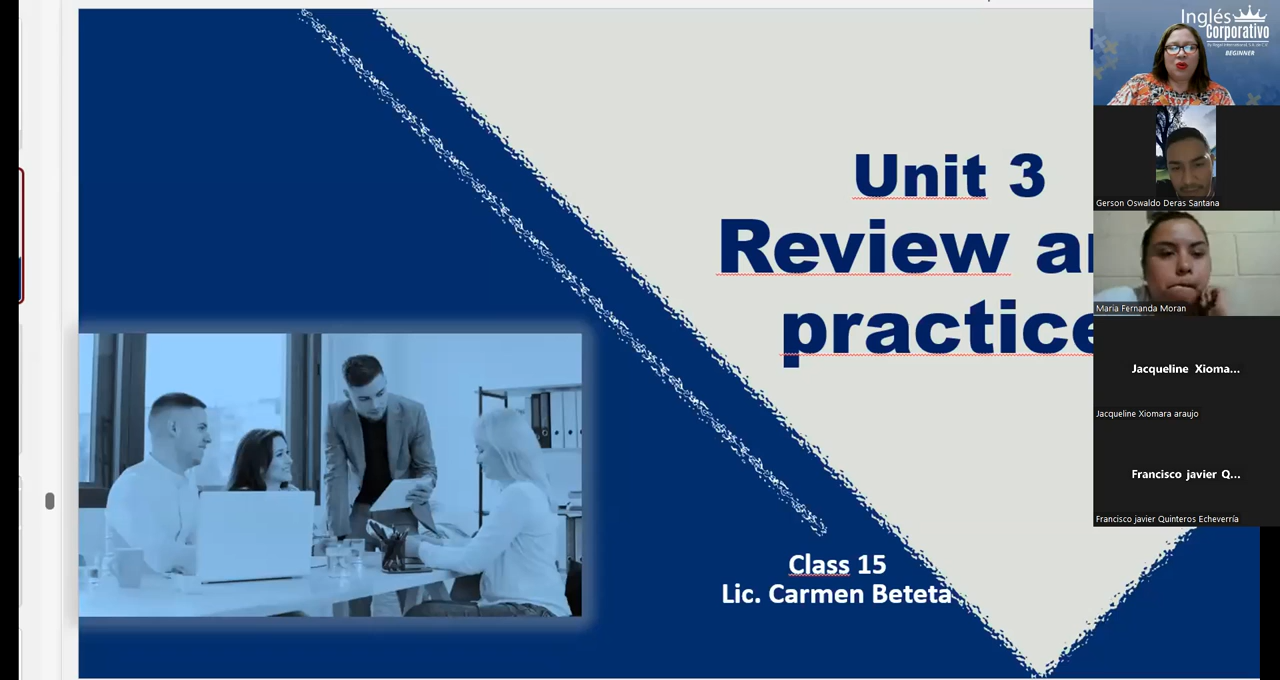 Unit 3
Review
practice
Class 15
Lic. Carmen Beteta
Inglés
Corporativo
BEGINNER
Gerson Oswaldo Deras Santana
Maria Fernanda Moran
Jacqueline Xioma...
Jacqueline Xiomara araujo
Francisco javier Q...
Francisco javier Quinteros Echeverría